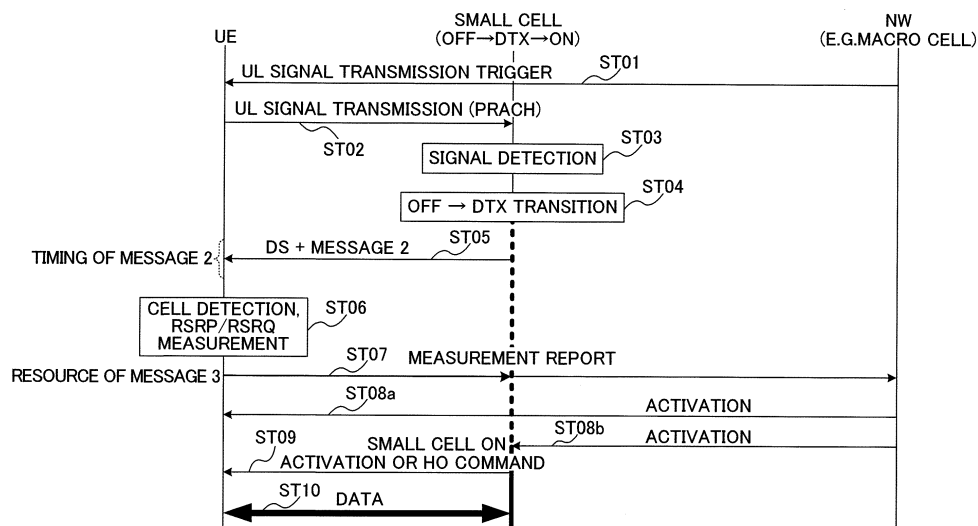 UE
SMALL CELL
(OFF→DTX→ON)
NW
(E.G.MACRO CELL)
ST01
UL SIGNAL TRANSMISSION TRIGGER
UL SIGNAL TRANSMISSION (PRACH)
ST02
ST03
SIGNAL DETECTION
ST04
OFF → DTX TRANSITION
ST05
DS + MESSAGE 2
TIMING OF MESSAGE 2
CELL DETECTION,
RSRP/RSRQ
MEASUREMENT
ST06
ST07
MEASUREMENT REPORT
RESOURCE OF MESSAGE 3
ST08a
ACTIVATION
ST08b
ACTIVATION
ST09
SMALL CELL ON
ACTIVATION OR HO COMMAND
ST10
DATA